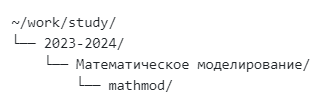 ~/work/study/
└── 2023-2024/
    └── Математическое моделирование/
        └── mathmod/